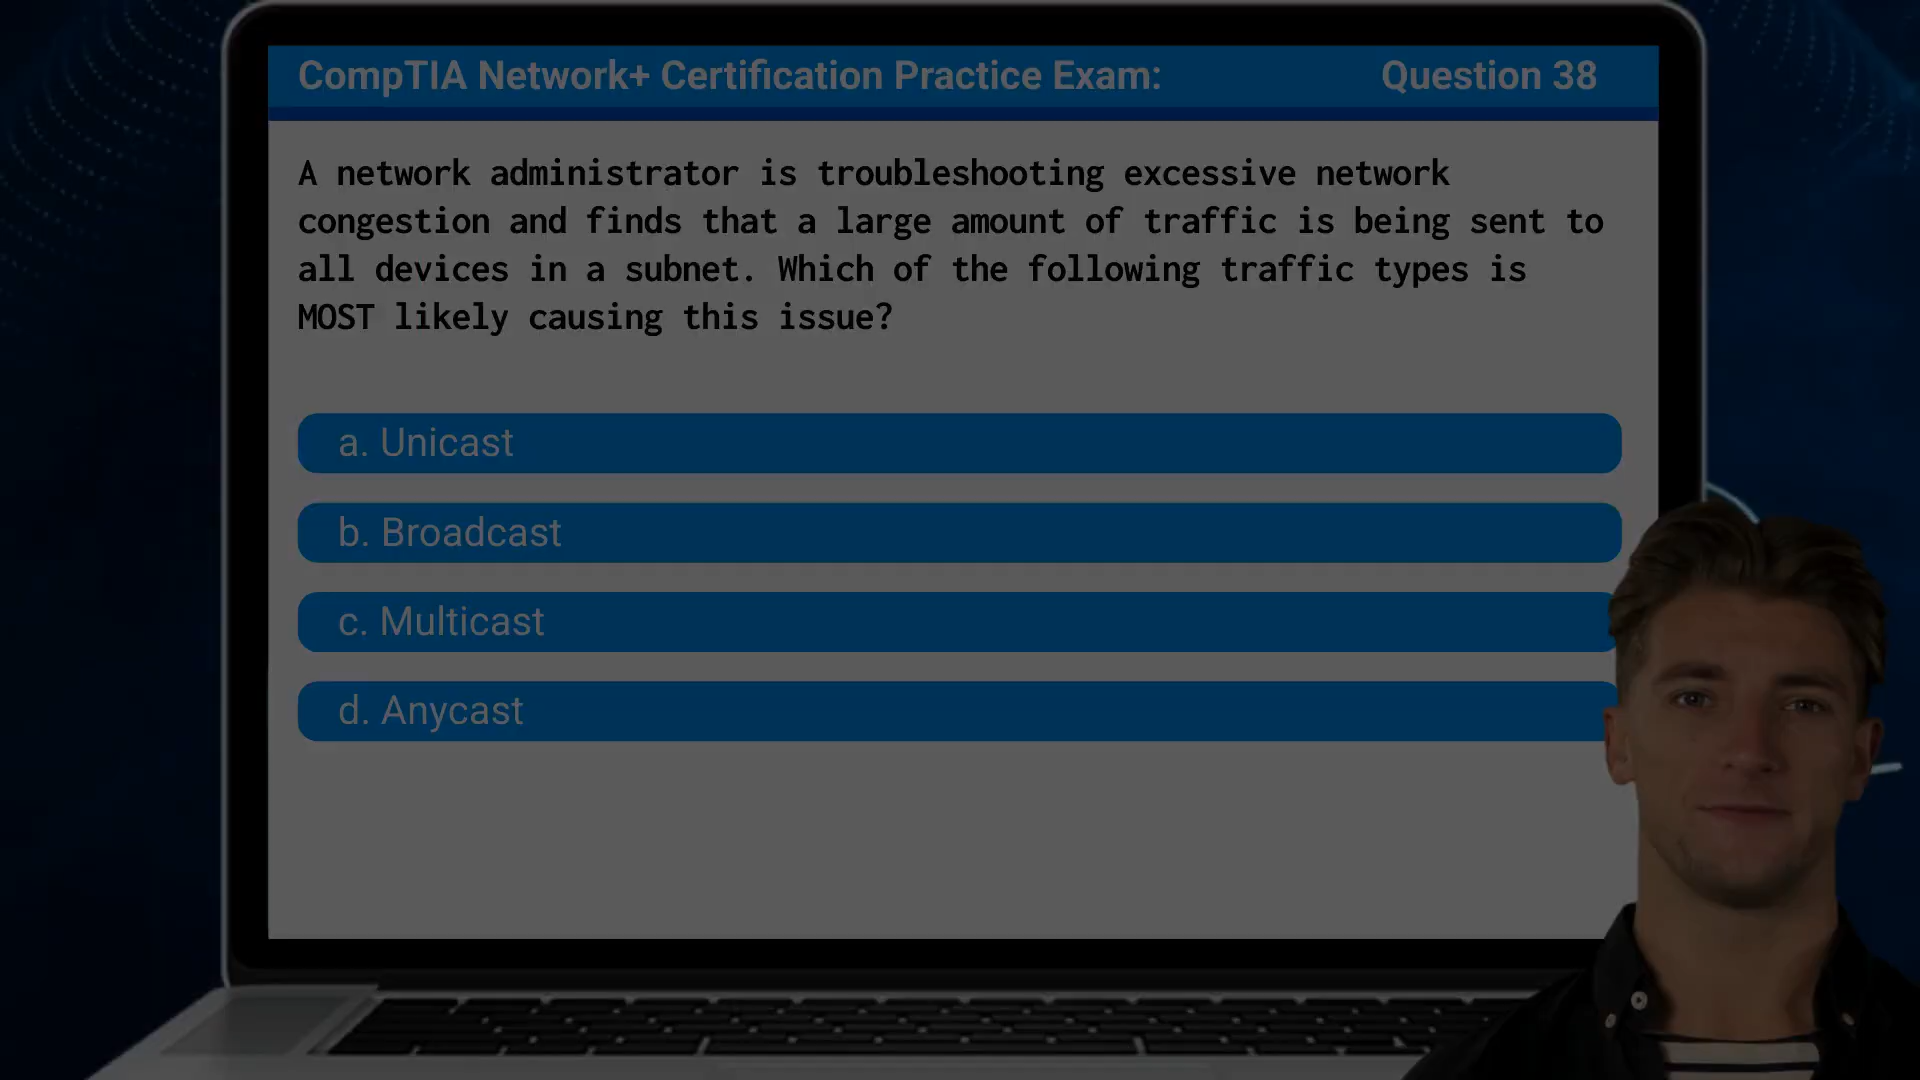 CompTIA Network+ Certification Practice Exam: Question 38
A network administrator is troubleshooting excessive network
congestion and finds that a large amount of traffic is being sent to
all devices in a subnet. Which of the following traffic types is
MOST likely causing this issue?
a. Unicast
b. Broadcast
c. Multicast
d. Anycast